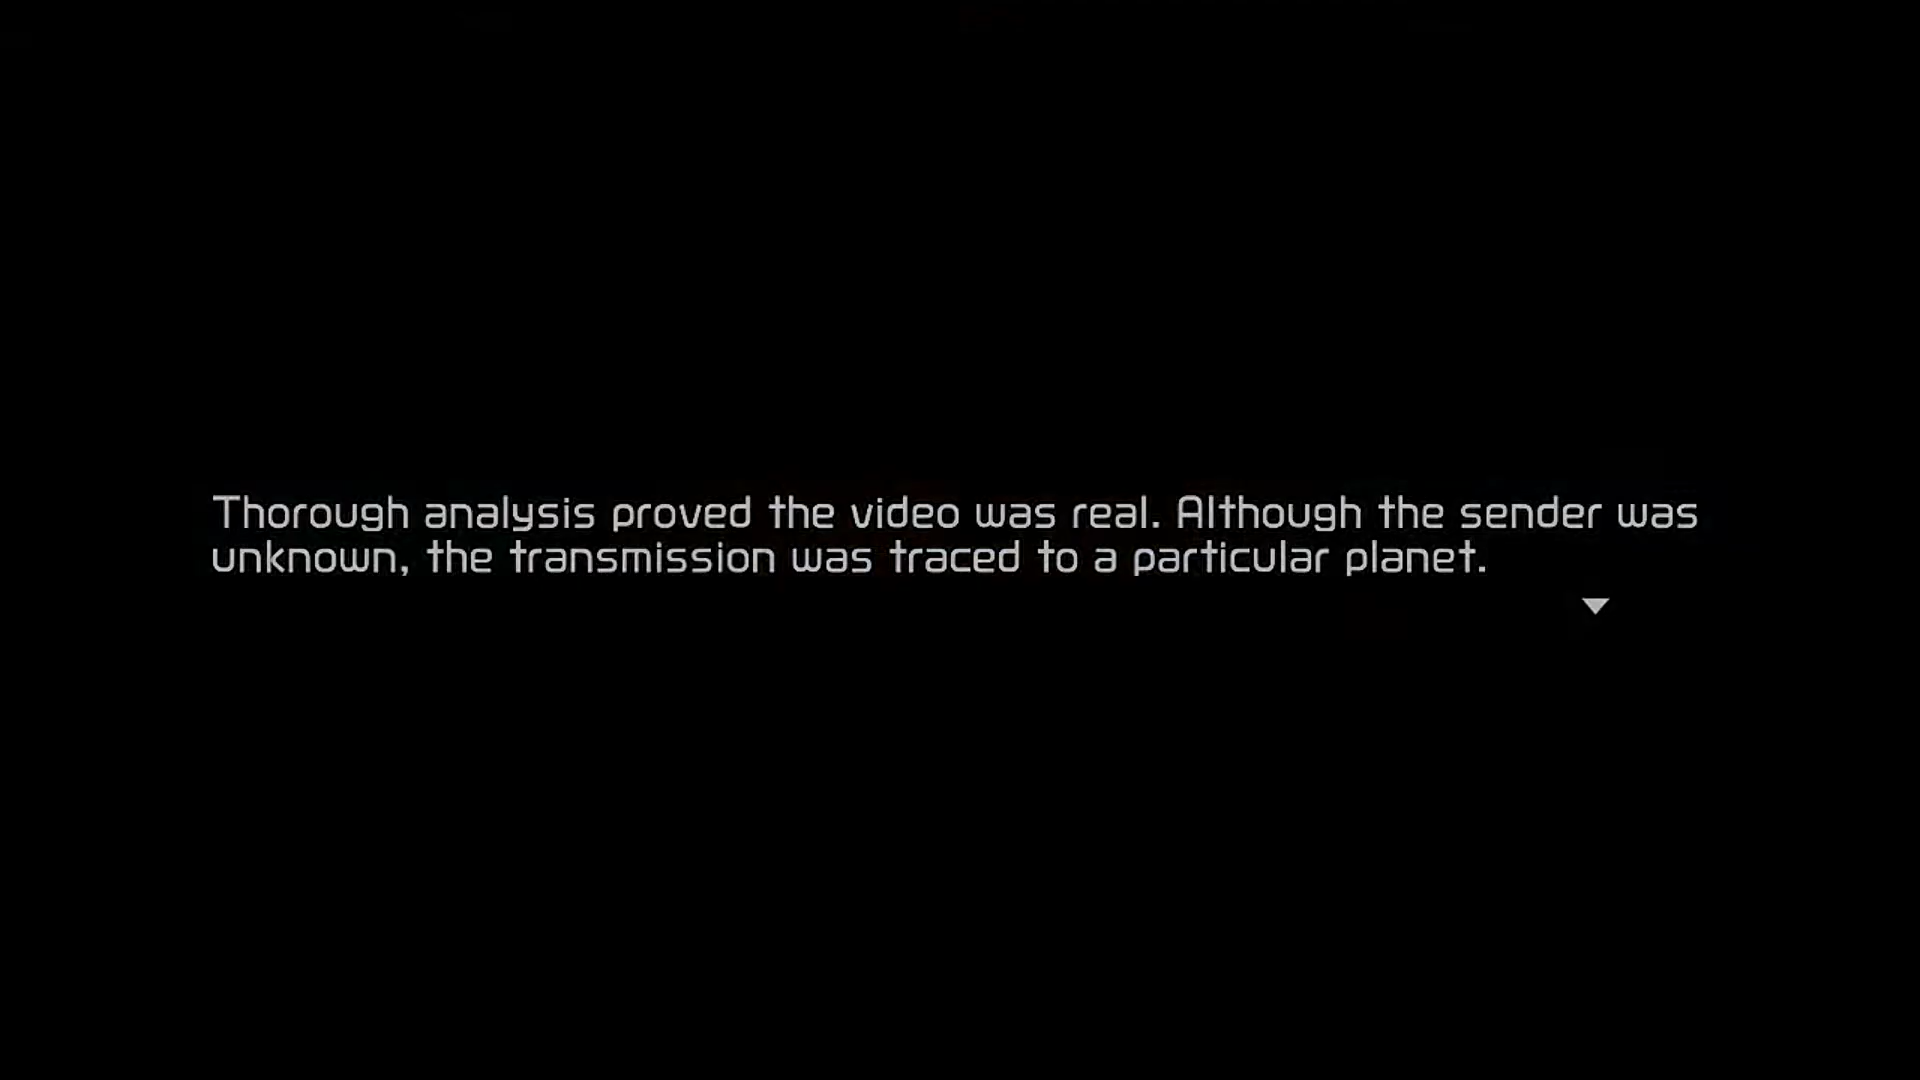 Thorough analysis proved the video was real. Although the sender was
unknown, the transmission was traced to a particular planet.